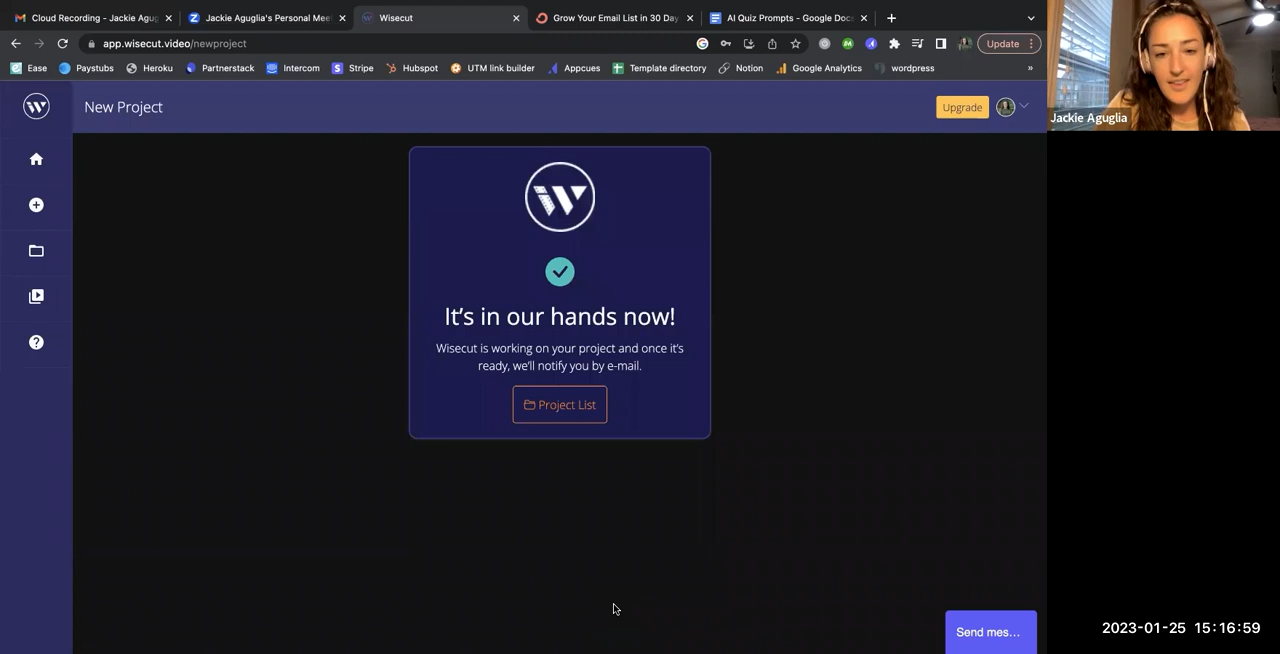 Cloud Recording - Jackie Agug
Jackie Aguglia's Personal Mee
Wisecut
Grow Your Email List in 30 Day
AI Quiz Prompts - Google Docs
app.wisecut.video/newproject
Update
Ease
Paystubs
Heroku
Partnerstack
Intercom
Stripe
Hubspot
UTM link builder
Appcues
Template directory
Notion
Google Analytics
wordpress
»
New Project
Upgrade
It's in our hands now!
Wisecut is working on your project and once it's
ready, we'll notify you by e-mail.
Project List
Send mes...
Jackie Aguglia
2023-01-25 15:16:59